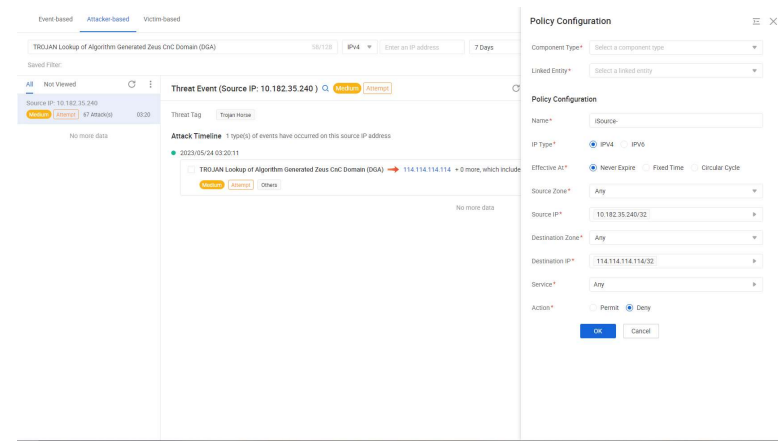 Event-based Attacker-based Victim-based
TROJAN Lookup of Algorithm Generated Zeus CnC Domain (DGA) 58/128 IPv4 Enter an IP address 7 Days
Saved Filter:
All Not Viewed
Source IP: 10.182.35.240
Medium Attempt 67 Attack(s) 03:20
No more data
Threat Event (Source IP: 10.182.35.240 ) Medium Attempt
Threat Tag Trojan Horse
Attack Timeline 1 type(s) of events have occurred on this source IP address
2023/05/24 03:20:11
TROJAN Lookup of Algorithm Generated Zeus CnC Domain (DGA) 114.114.114.114 + 0 more, which include
Medium Attempt Others
No more data
Policy Configuration
Component Type* Select a component type
Linked Entity* Select a linked entity
Policy Configuration
Name* iSource-
IP Type* IPV4 IPV6
Effective At* Never Expire Fixed Time Circular Cycle
Source Zone* Any
Source IP* 10.182.35.240/32
Destination Zone* Any
Destination IP* 114.114.114.114/32
Service* Any
Action* Permit Deny
OK Cancel